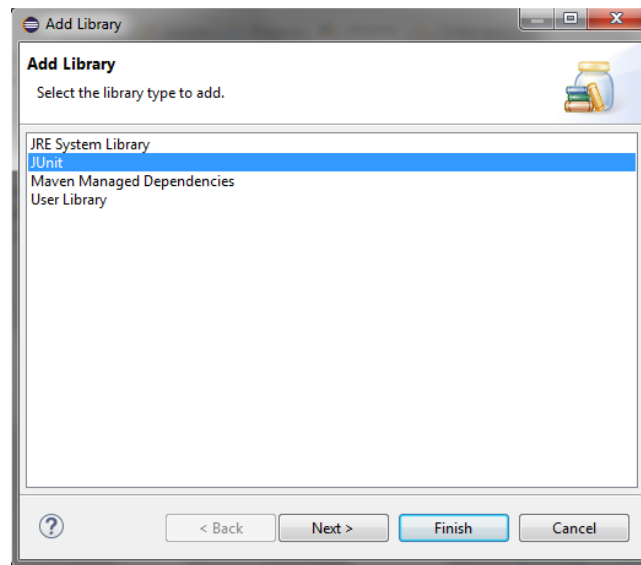 Add Library
Add Library
Select the library type to add.
JRE System Library
JUnit
Maven Managed Dependencies
User Library
?
< Back
Next >
Finish
Cancel